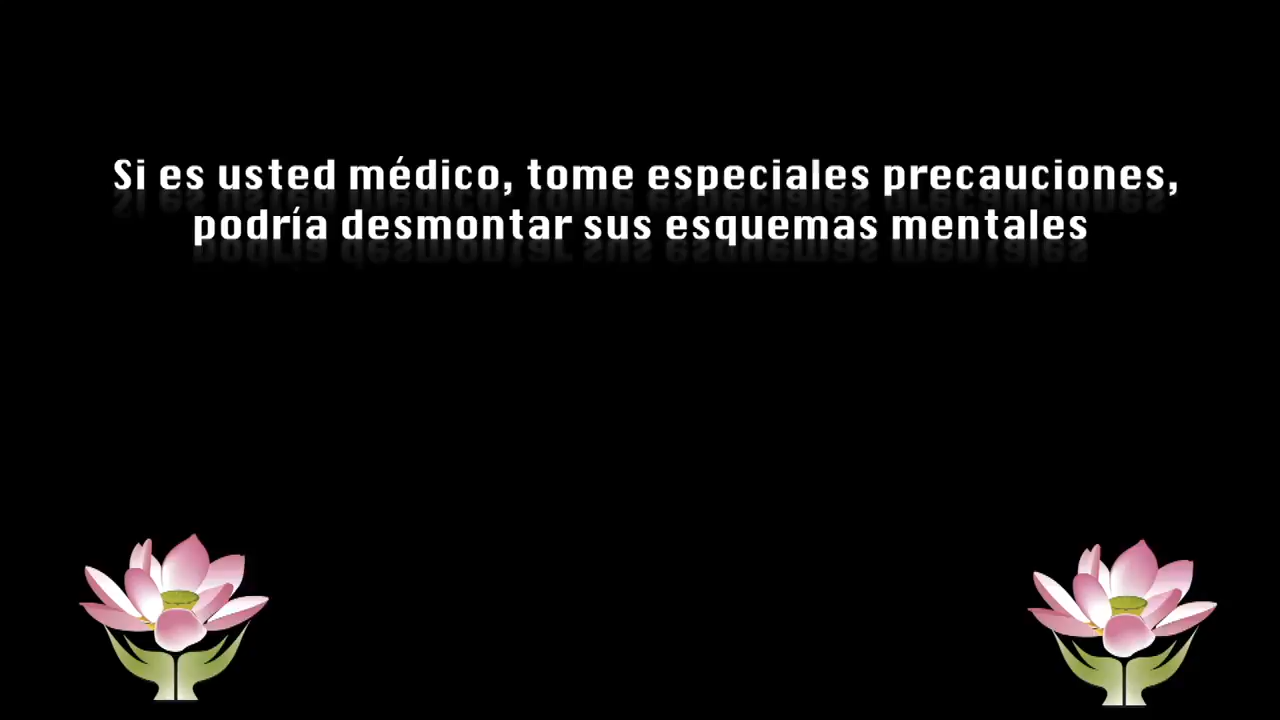 Si es usted médico, tome especiales precauciones,
podría desmontar sus esquemas mentales